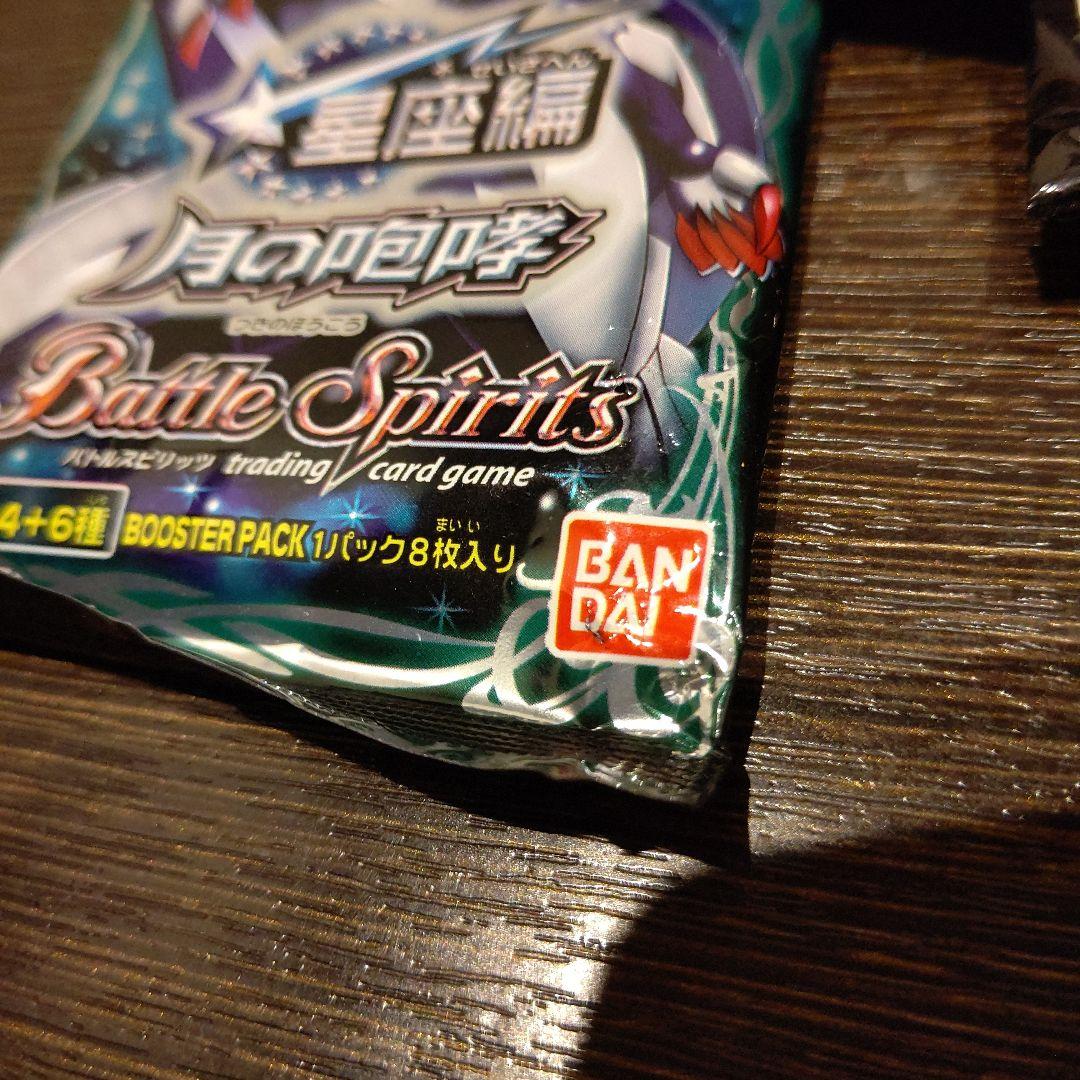 せいざへん
星座編
月の咆哮
つきのほうこう
Battle Spirits
バトルスピリッツ trading card game
4+6種 BOOSTER PACK 1パック8枚入り
まい い
BAN
DAI